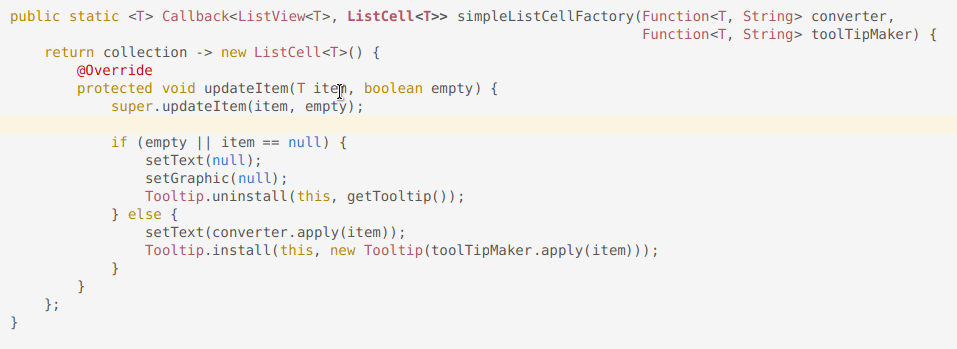 public static <T> Callback<ListView<T>, ListCell<T>> simpleListCellFactory(Function<T, String> converter,
Function<T, String> toolTipMaker) {
return collection -> new ListCell<T>() {
@Override
protected void updateItem(T item, boolean empty) {
super.updateItem(item, empty);
if (empty || item == null) {
setText(null);
setGraphic(null);
Tooltip.uninstall(this, getTooltip());
} else {
setText(converter.apply(item));
Tooltip.install(this, new Tooltip(toolTipMaker.apply(item)));
}
}
};
}